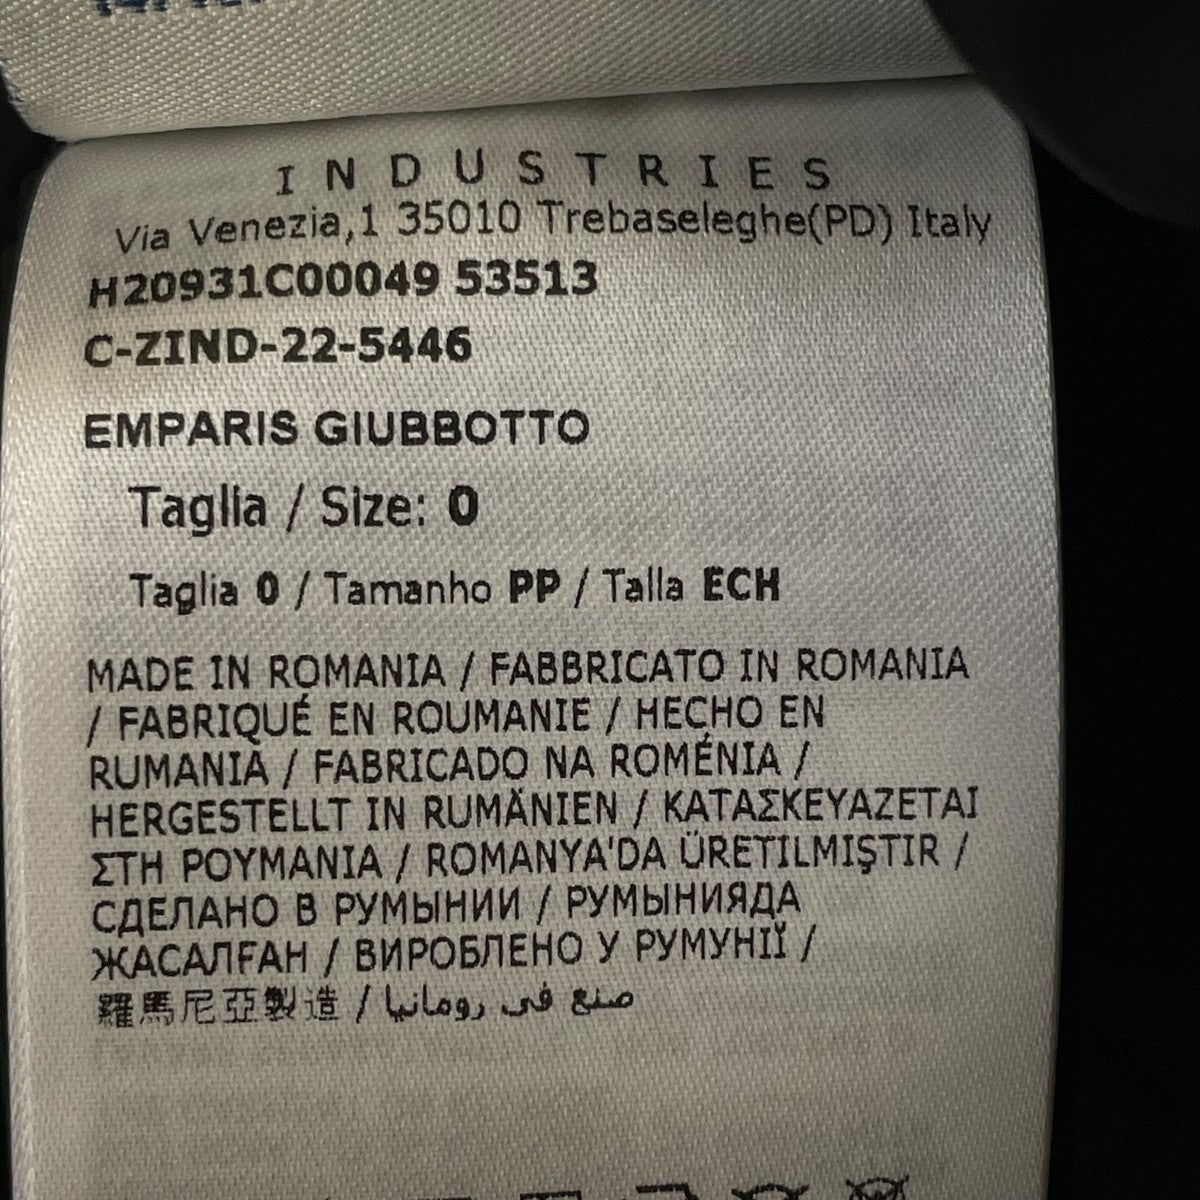 INDUSTRIES
Via Venezia,1 35010 Trebaseleghe(PD) Italy
H20931C00049 53513
C-ZIND-22-5446
EMPARIS GIUBBOTTO
Taglia / Size: 0
Taglia 0 / Tamanho PP / Talla ECH
MADE IN ROMANIA / FABBRICATO IN ROMANIA
/ FABRIQUÉ EN ROUMANIE / HECHO EN
RUMANIA / FABRICADO NA ROMÉNIA /
HERGESTELLT IN RUMÄNIEN / ΚΑΤΑΣΚΕΥΑΖΕΤΑΙ
ΣΤΗ ΡΟΥΜΑΝΙΑ / ROMANYA'DA ÜRETILMIŞTIR /
СДЕЛАНО В РУМЫНИИ / РУМЫНИЯДА
ЖАСАЛҒАН / ВИРОБЛЕНО У РУМУНІЇ /
羅馬尼亞製造 / صنع في رومانيا